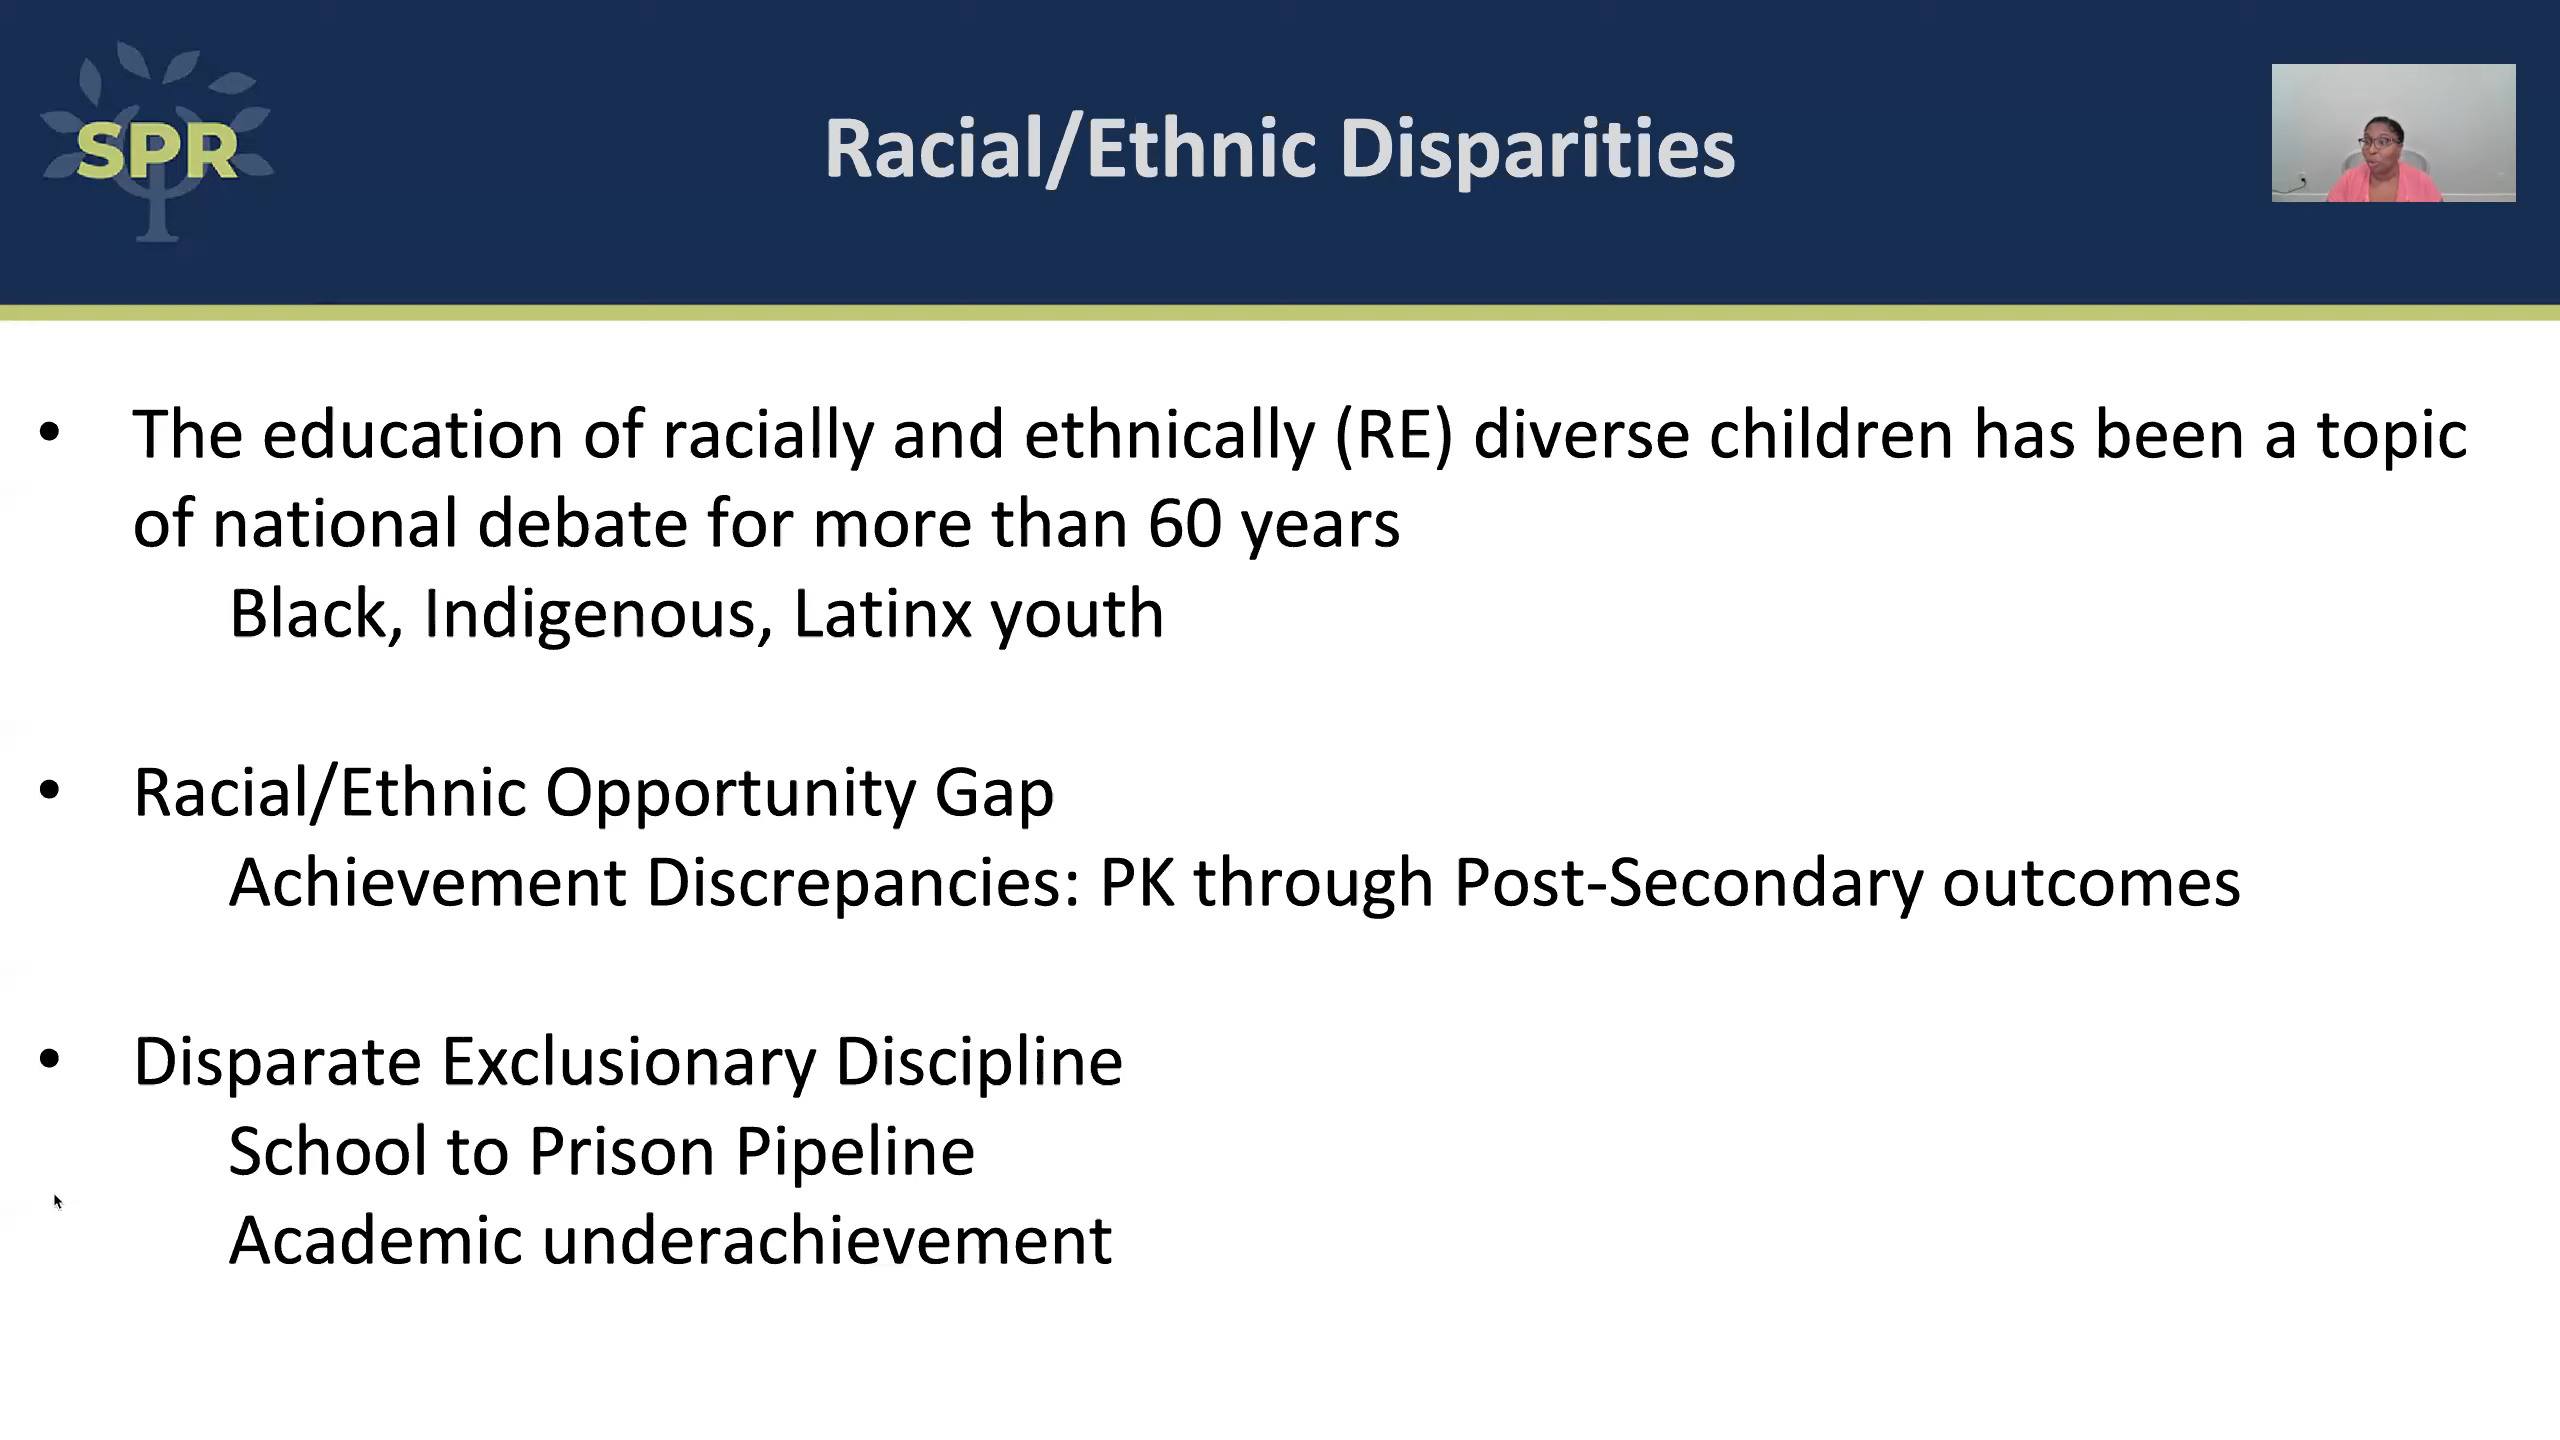 SPR
Racial/Ethnic Disparities
• The education of racially and ethnically (RE) diverse children has been a topic
of national debate for more than 60 years
Black, Indigenous, Latinx youth
• Racial/Ethnic Opportunity Gap
Achievement Discrepancies: PK through Post-Secondary outcomes
• Disparate Exclusionary Discipline
School to Prison Pipeline
Academic underachievement